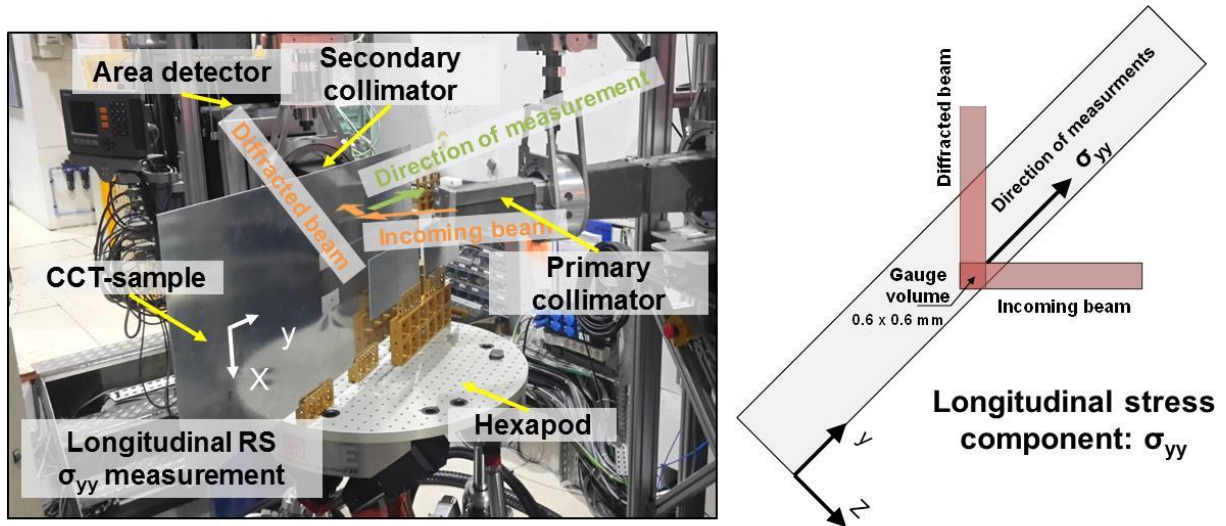 Area detector
Secondary
collimator
Direction of measurement
Diffracted beam
Incoming beam
CCT-sample
Primary
collimator
y
X
Hexapod
Longitudinal RS
σyy measurement
Diffracted beam
Direction of measurments
σyy
Gauge
volume
0.6 x 0.6 mm
Incoming beam
y
Z
Longitudinal stress
component: σyy